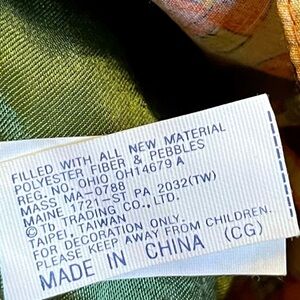 FILLED WITH ALL NEW MATERIAL
POLYESTER FIBER & PEBBLES
REG. NO. OHIO OH14679 A
MASS. MA-0788
MAINE 1721-ST PA 2032(TW)
© Tb TRADING CO., LTD.
TAIPEI, TAIWAN
FOR DECORATION ONLY.
PLEASE KEEP AWAY FROM CHILDREN.
MADE IN CHINA (CG)